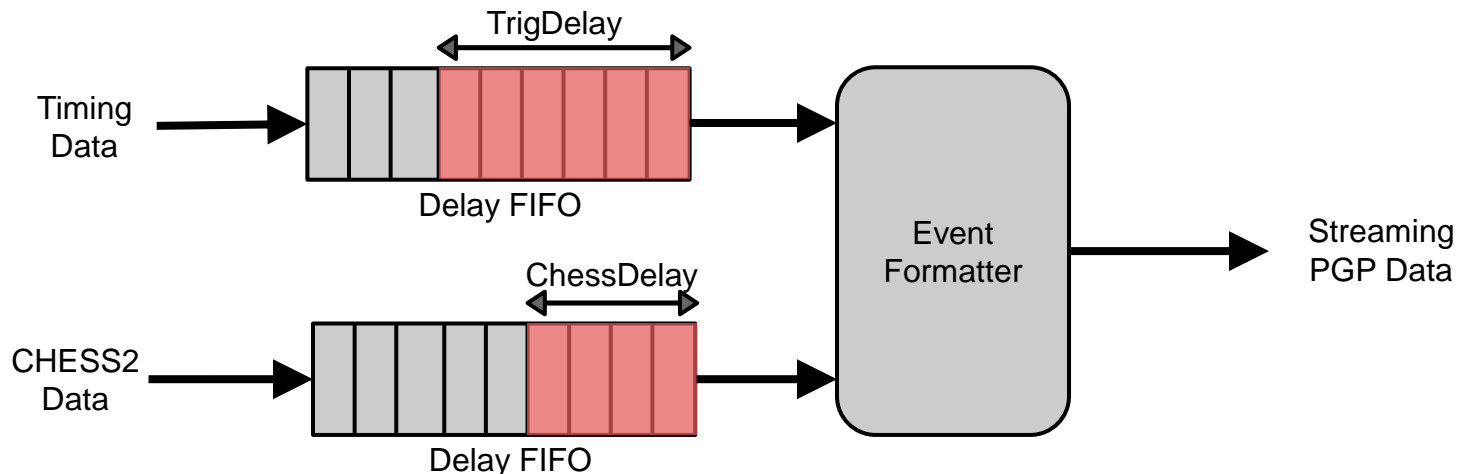 TrigDelay
Timing
Data
Delay FIFO
ChessDelay
Event
Formatter
Streaming
PGP Data
CHESS2
Data
Delay FIFO